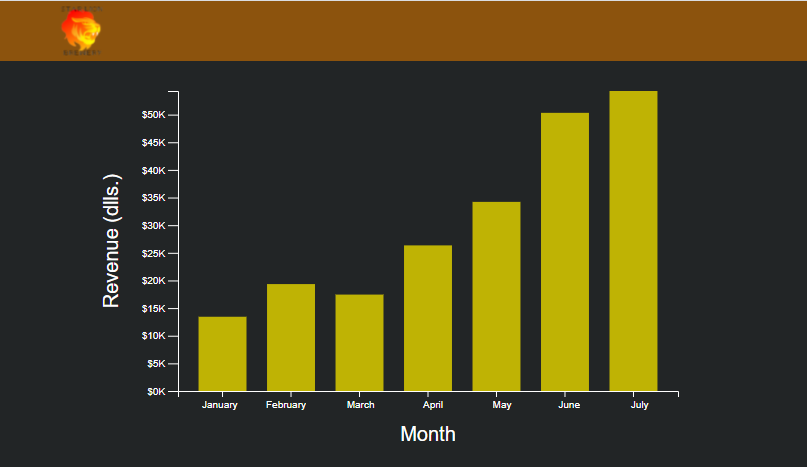 $50K
$45K
$40K
$35K
$30K
$25K
$20K
$15K
$10K
$5K
$0K
Revenue (dlls.)
January February March April May June July
Month